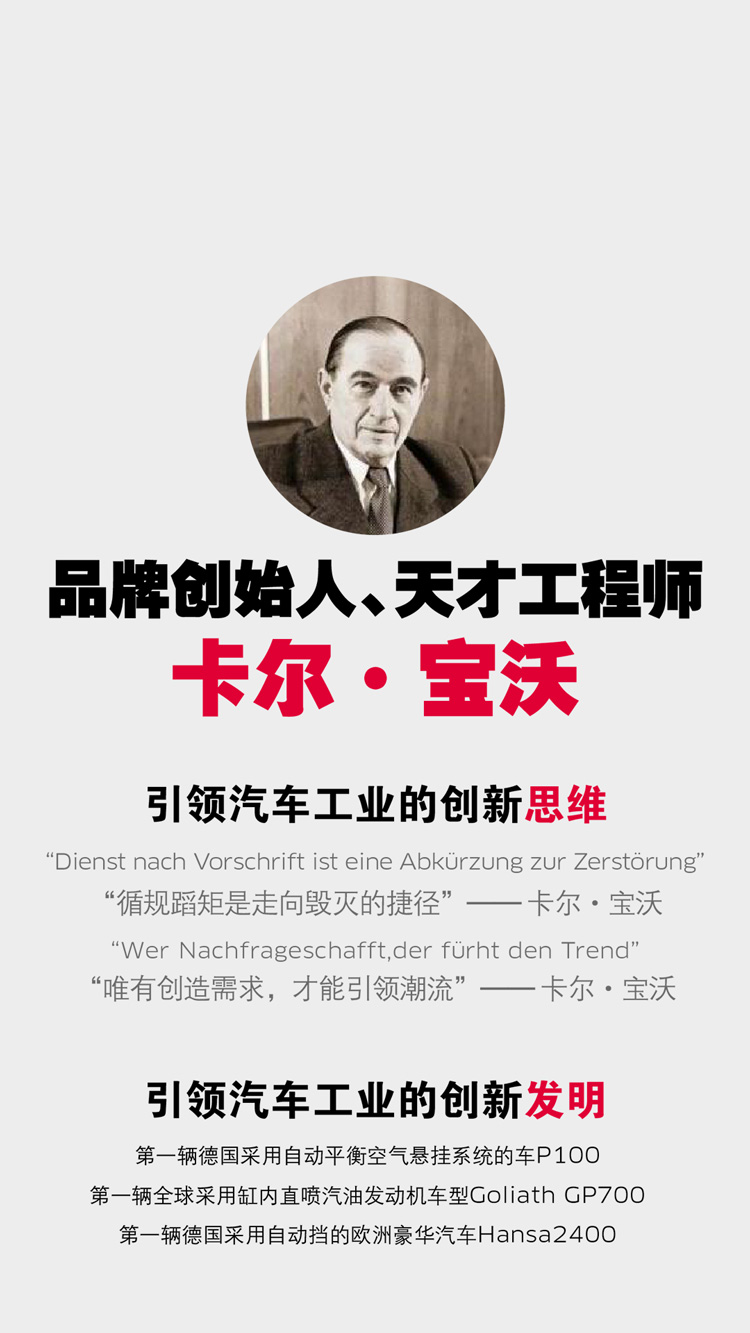 品牌创始人、天才工程师
卡尔·宝沃
引领汽车工业的创新思维
“Dienst nach Vorschrift ist eine Abkürzung zur Zerstörung”
“循规蹈矩是走向毁灭的捷径”——卡尔·宝沃
“Wer Nachfrageschafft,der fürht den Trend”
“唯有创造需求，才能引领潮流”——卡尔·宝沃
引领汽车工业的创新发明
第一辆德国采用自动平衡空气悬挂系统的车P100
第一辆全球采用缸内直喷汽油发动机车型Goliath GP700
第一辆德国采用自动挡的欧洲豪华汽车Hansa2400